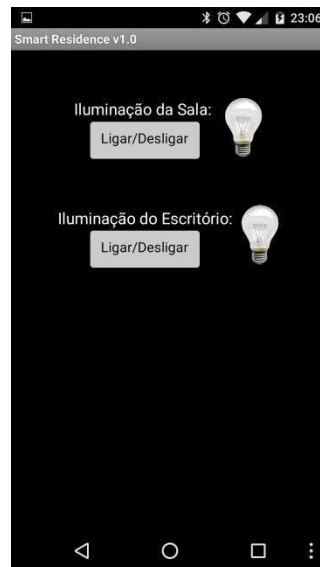 23:06
Smart Residence v1.0
Iluminação da Sala:
Ligar/Desligar
Iluminação do Escritório:
Ligar/Desligar